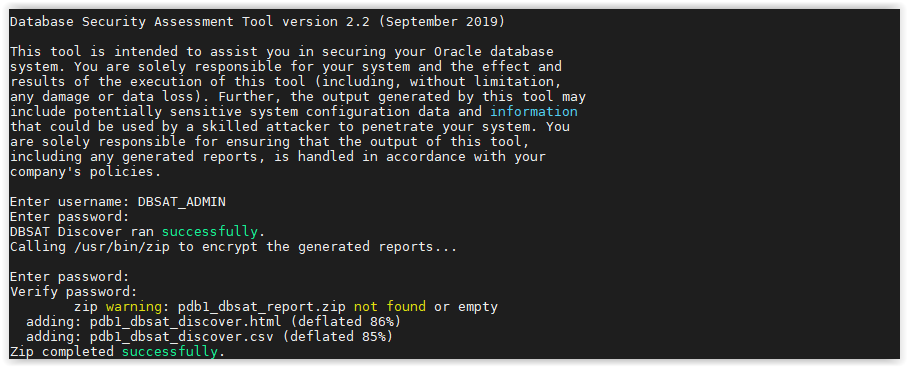 Database Security Assessment Tool version 2.2 (September 2019)
This tool is intended to assist you in securing your Oracle database
system. You are solely responsible for your system and the effect and
results of the execution of this tool (including, without limitation,
any damage or data loss). Further, the output generated by this tool may
include potentially sensitive system configuration data and information
that could be used by a skilled attacker to penetrate your system. You
are solely responsible for ensuring that the output of this tool,
including any generated reports, is handled in accordance with your
company's policies.
Enter username: DBSAT_ADMIN
Enter password:
DBSAT Discover ran successfully.
Calling /usr/bin/zip to encrypt the generated reports...
Enter password:
Verify password:
zip warning: pdb1_dbsat_report.zip not found or empty
adding: pdb1_dbsat_discover.html (deflated 86%)
adding: pdb1_dbsat_discover.csv (deflated 85%)
Zip completed successfully.